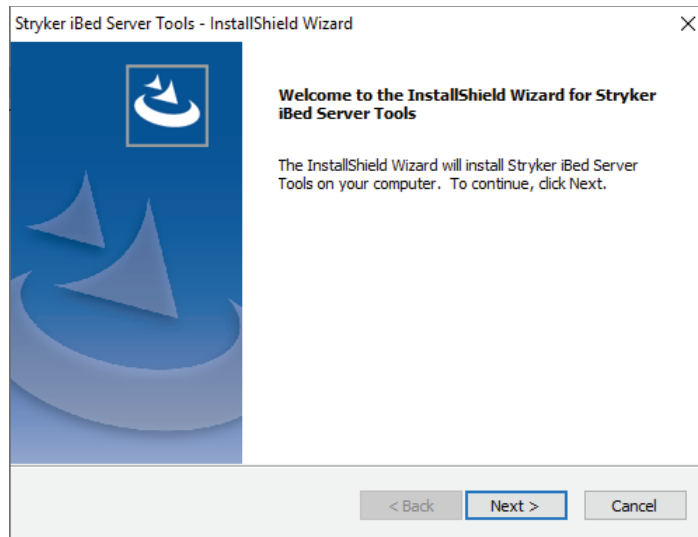 Stryker iBed Server Tools - InstallShield Wizard
Welcome to the InstallShield Wizard for Stryker
iBed Server Tools
The InstallShield Wizard will install Stryker iBed Server
Tools on your computer.  To continue, click Next.
< Back
Next >
Cancel